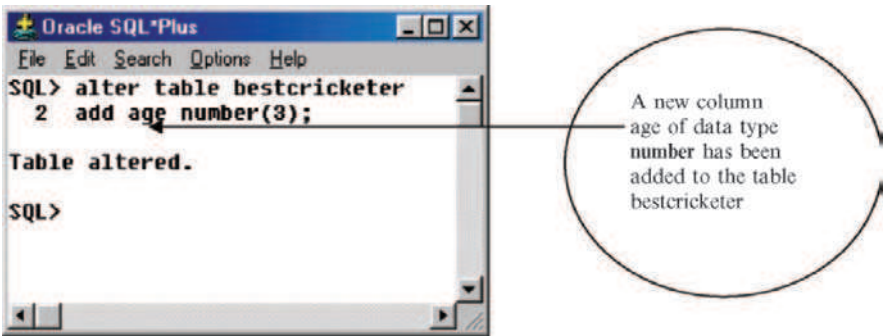 Oracle SQL*Plus
File Edit Search Options Help
SQL> alter table bestcricketer
2 add age number(3);
Table altered.
SQL>
A new column
age of data type
number has been
added to the table
bestcricketer